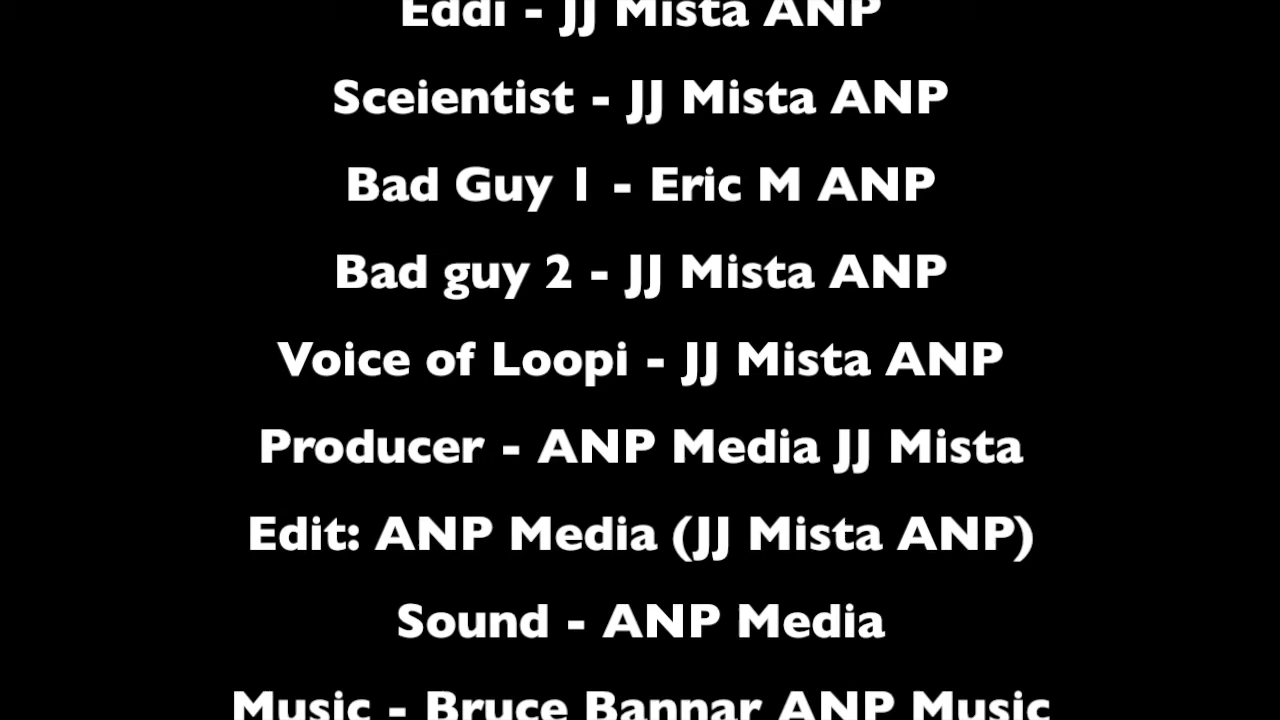 Eddi - JJ Mista ANP
Sceientist - JJ Mista ANP
Bad Guy 1 - Eric M ANP
Bad guy 2 - JJ Mista ANP
Voice of Loopi - JJ Mista ANP
Producer - ANP Media JJ Mista
Edit: ANP Media (JJ Mista ANP)
Sound - ANP Media
Music - Bruce Bannar ANP Music